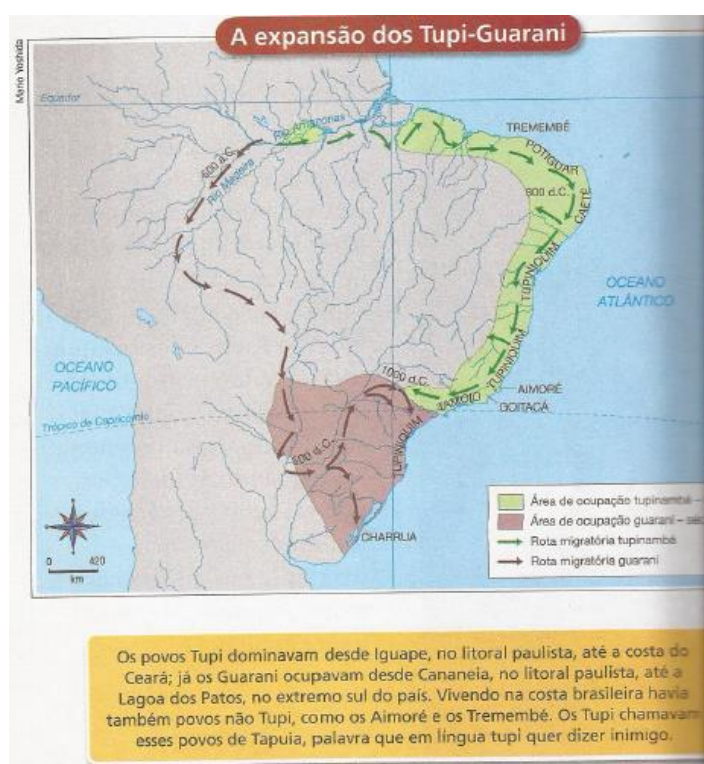 A expansão dos Tupi-Guarani
Mario Yoshida
Equador
Rio Amazonas
TREMEMBÉ
POTIGUAR
600 d.C.
Rio Madeira
800 d.C.
CAETÉ
TUPINIQUIM
OCEANO
ATLÂNTICO
TUPINIQUIM
OCEANO
PACÍFICO
1000 d.C.
AIMORÉ
TAMOIO
GOITACÁ
Trópico de Capricórnio
TUPINIQUIM
500 d.C.
CHARRUA
0 420
km
Área de ocupação tupinambá –
Área de ocupação guarani –
Rota migratória tupinambá
Rota migratória guarani
Os povos Tupi dominavam desde Iguape, no litoral paulista, até a costa do
Ceará; já os Guarani ocupavam desde Cananeia, no litoral paulista, até a
Lagoa dos Patos, no extremo sul do país. Vivendo na costa brasileira havia
também povos não Tupi, como os Aimoré e os Tremembé. Os Tupi chamavam
esses povos de Tapuia, palavra que em língua tupi quer dizer inimigo.